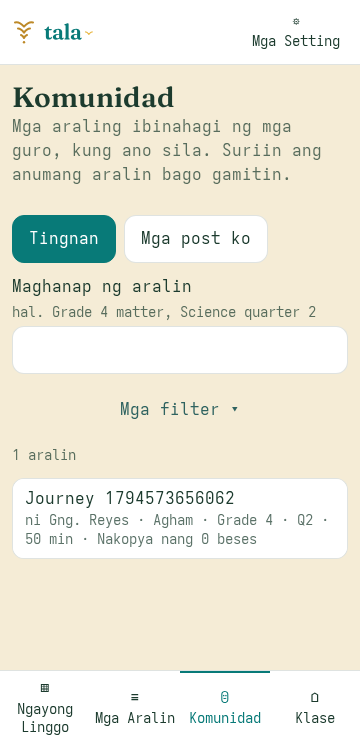 tala
Mga Setting
Komunidad
Mga araling ibinahagi ng mga
guro, kung ano sila. Suriin ang
anumang aralin bago gamitin.
Tingnan
Mga post ko
Maghanap ng aralin
hal. Grade 4 matter, Science quarter 2
Mga filter
1 aralin
Journey 1794573656062
ni Gng. Reyes · Agham · Grade 4 · Q2 ·
50 min · Nakopya nang 0 beses
Ngayong
Linggo
Mga Aralin
Komunidad
Klase